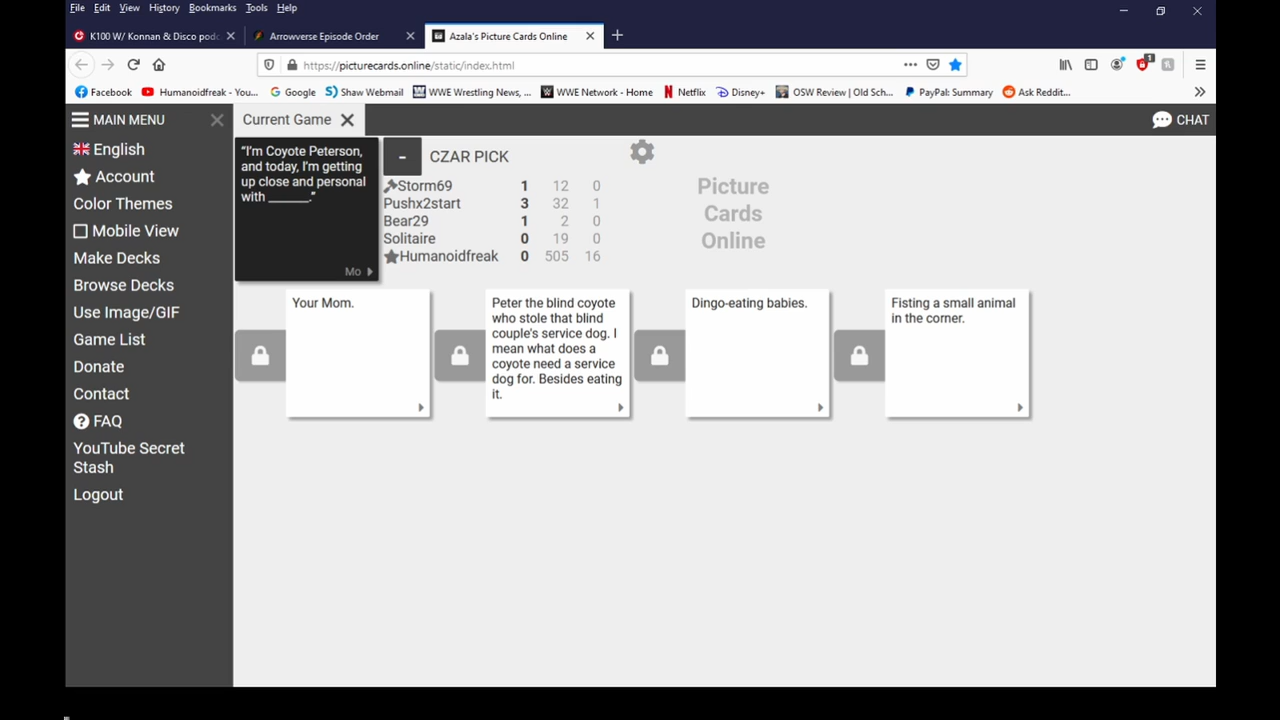 File Edit View History Bookmarks Tools Help
K100 W/ Konnan & Disco podc
Arrowverse Episode Order
Azala's Picture Cards Online
https://picturecards.online/static/index.html
Facebook Humanoidfreak - You... Google Shaw Webmail WWE Wrestling News, ... WWE Network - Home Netflix Disney+ OSW Review | Old Sch... PayPal: Summary Ask Reddit...
MAIN MENU
Current Game
CHAT
English
Account
Color Themes
Mobile View
Make Decks
Browse Decks
Use Image/GIF
Game List
Donate
Contact
FAQ
YouTube Secret
Stash
Logout
"I'm Coyote Peterson,
and today, I'm getting
up close and personal
with _______."
Mo
- CZAR PICK
Storm69 1 12 0
Pushx2start 3 32 1
Bear29 1 2 0
Solitaire 0 19 0
Humanoidfreak 0 505 16
Picture
Cards
Online
Your Mom.
Peter the blind coyote
who stole that blind
couple's service dog. I
mean what does a
coyote need a service
dog for. Besides eating
it.
Dingo-eating babies.
Fisting a small animal
in the corner.